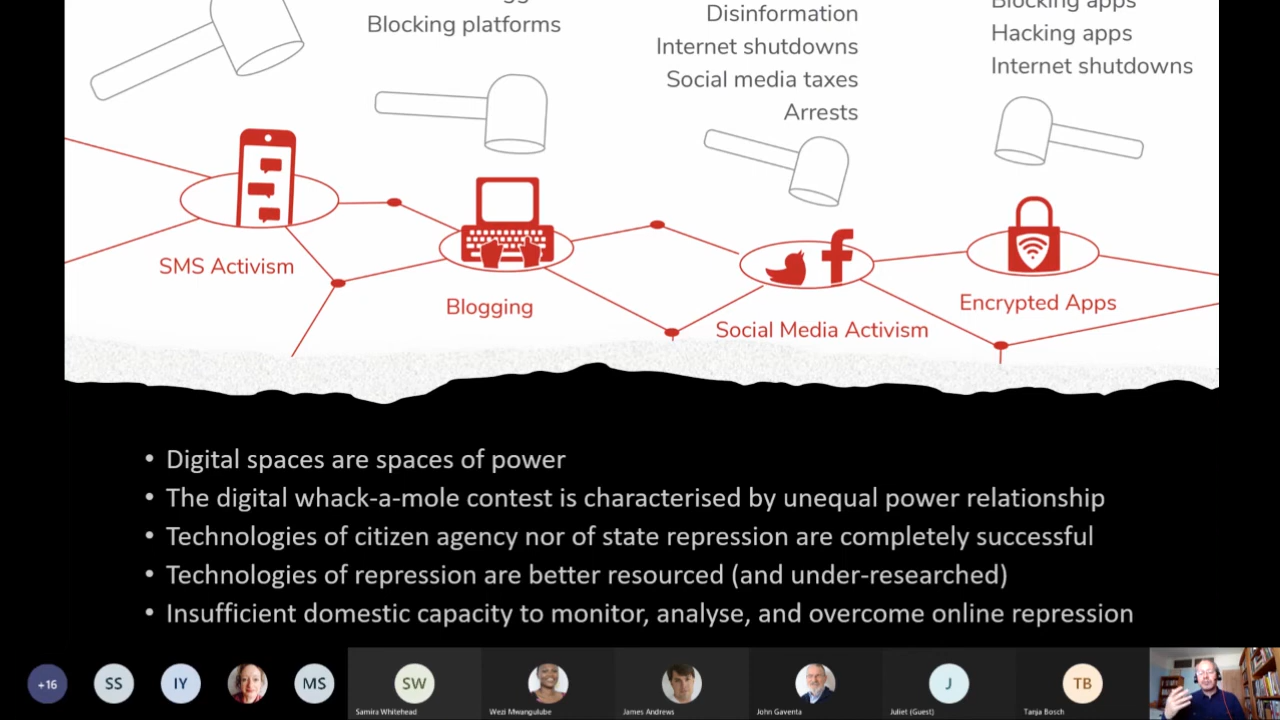 Blocking platforms
Disinformation
Internet shutdowns
Social media taxes
Arrests
Blocking apps
Hacking apps
Internet shutdowns
SMS Activism
Blogging
Social Media Activism
Encrypted Apps
• Digital spaces are spaces of power
• The digital whack-a-mole contest is characterised by unequal power relationship
• Technologies of citizen agency nor of state repression are completely successful
• Technologies of repression are better resourced (and under-researched)
• Insufficient domestic capacity to monitor, analyse, and overcome online repression
+16
SS
IY
MS
SW
J
TB
Samira Whitehead
Wezi Mwangulube
James Andrews
John Gaventa
Juliet (Guest)
Tanja Bosch